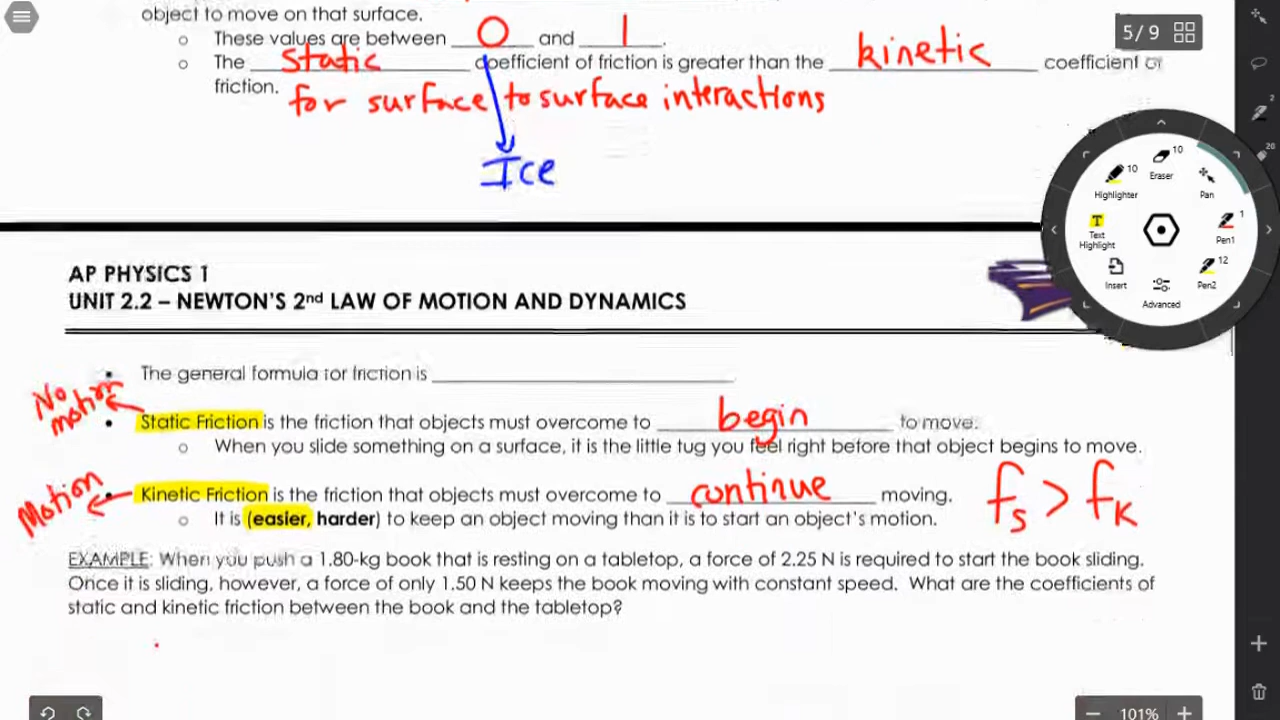 object to move on that surface.
5/9
o These values are between 0 and 1.
o The static coefficient of friction is greater than the kinetic coefficient of
friction. for surface to surface interactions
Ice
10
Eraser
10
Highlighter
Pan
T
Text
Highlight
1
Pen1
Insert
12
Pen2
Advanced
2
20
AP PHYSICS 1
UNIT 2.2 – NEWTON'S 2nd LAW OF MOTION AND DYNAMICS
• The general formula for friction is ____________.
No motion
• Static Friction is the friction that objects must overcome to begin to move.
o When you slide something on a surface, it is the little tug you feel right before that object begins to move.
Motion
• Kinetic Friction is the friction that objects must overcome to continue moving.
fs > fK
o It is (easier, harder) to keep an object moving than it is to start an object's motion.
EXAMPLE: When you push a 1.80-kg book that is resting on a tabletop, a force of 2.25 N is required to start the book sliding.
Once it is sliding, however, a force of only 1.50 N keeps the book moving with constant speed. What are the coefficients of
static and kinetic friction between the book and the tabletop?
− 101% +